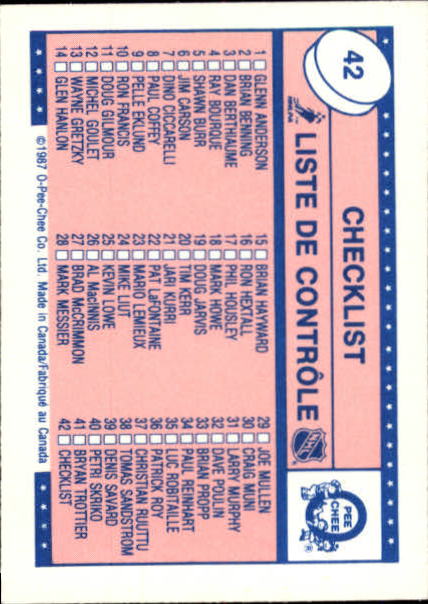 42
CHECKLIST
LISTE DE CONTRÔLE
NHL
O
PEE
CHEE
®
1 GLENN ANDERSON
2 BRIAN BENNING
3 DAN BERTHIAUME
4 RAY BOURQUE
5 SHAWN BURR
6 JIM CARSON
7 DINO CICCARELLI
8 PAUL COFFEY
9 PELLE EKLUND
10 RON FRANCIS
11 DOUG GILMOUR
12 MICHEL GOULET
13 WAYNE GRETZKY
14 GLEN HANLON
15 BRIAN HAYWARD
16 RON HEXTALL
17 PHIL HOUSLEY
18 MARK HOWE
19 DOUG JARVIS
20 TIM KERR
21 JARI KURRI
22 PAT LaFONTAINE
23 MARIO LEMIEUX
24 MIKE LIUT
25 KEVIN LOWE
26 AL MacINNIS
27 BRAD McCRIMMON
28 MARK MESSIER
29 JOE MULLEN
30 CRAIG MUNI
31 LARRY MURPHY
32 DAVE POULIN
33 BRIAN PROPP
34 PAUL REINHART
35 LUC ROBITAILLE
36 PATRICK ROY
37 CHRISTIAN RUUTTU
38 TOMAS SANDSTROM
39 DENIS SAVARD
40 PETRI SKRIKO
41 BRYAN TROTTIER
42 CHECKLIST
©1987 O-Pee-Chee Co. Ltd. Made in Canada/Fabriqué au Canada